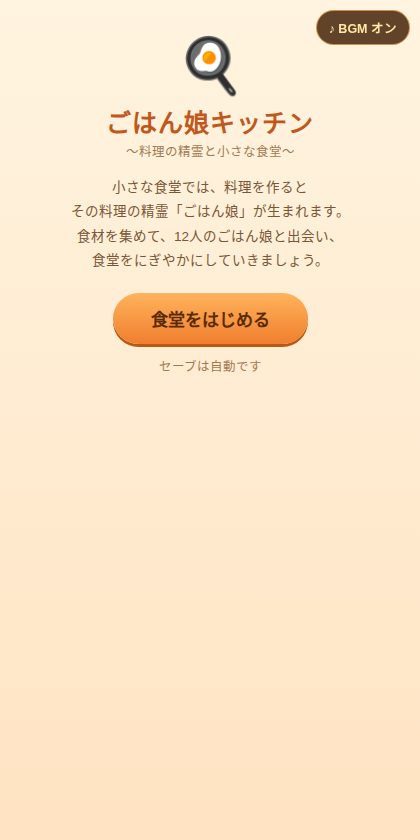 ♪ BGM オン
ごはん娘キッチン
〜料理の精霊と小さな食堂〜
小さな食堂では、料理を作ると
その料理の精霊「ごはん娘」が生まれます。
食材を集めて、12人のごはん娘と出会い、
食堂をにぎやかにしていきましょう。
食堂をはじめる
セーブは自動です